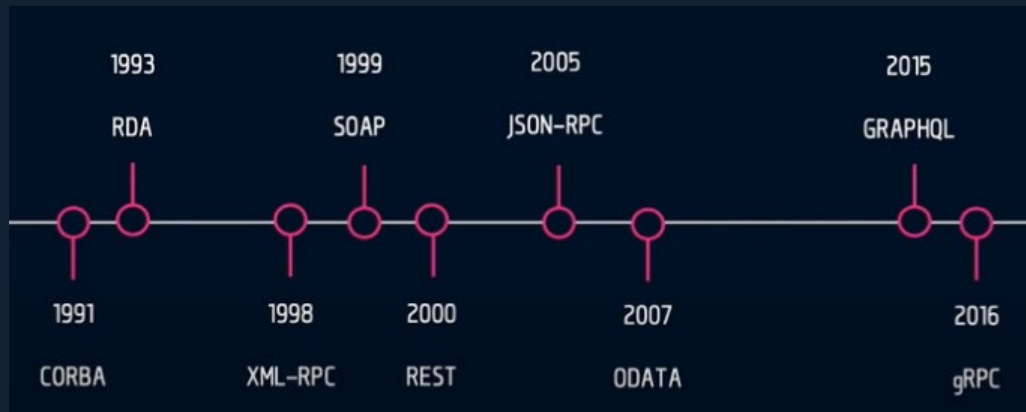 1993
RDA
1999
SOAP
2005
JSON-RPC
2015
GRAPHQL
1991
CORBA
1998
XML-RPC
2000
REST
2007
ODATA
2016
gRPC